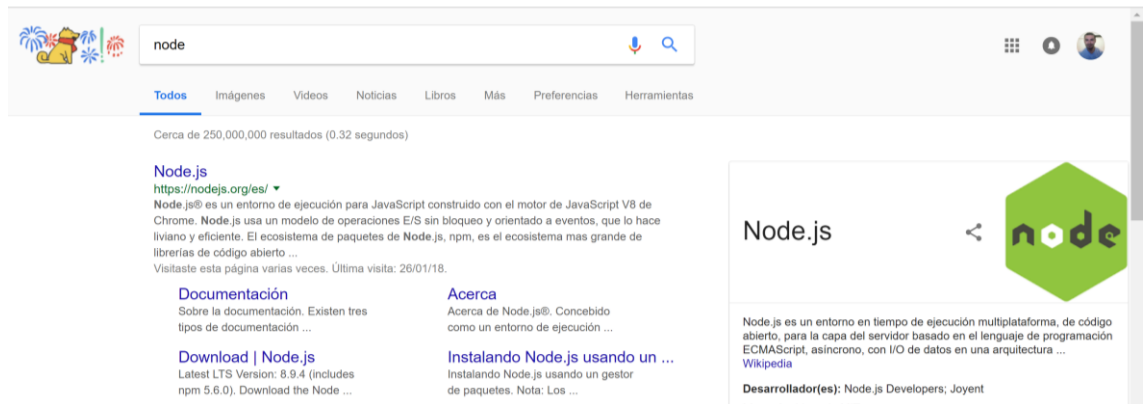 node
Todos Imágenes Videos Noticias Libros Más Preferencias Herramientas
Cerca de 250,000,000 resultados (0.32 segundos)
Node.js
https://nodejs.org/es/
Node.js® es un entorno de ejecución para JavaScript construido con el motor de JavaScript V8 de
Chrome. Node.js usa un modelo de operaciones E/S sin bloqueo y orientado a eventos, que lo hace
liviano y eficiente. El ecosistema de paquetes de Node.js, npm, es el ecosistema mas grande de
librerías de código abierto ...
Visitaste esta página varias veces. Última visita: 26/01/18.
Documentación
Sobre la documentación. Existen tres
tipos de documentación ...
Acerca
Acerca de Node.js®. Concebido
como un entorno de ejecución ...
Download | Node.js
Latest LTS Version: 8.9.4 (includes
npm 5.6.0). Download the Node ...
Instalando Node.js usando un ...
Instalando Node.js usando un gestor
de paquetes. Nota: Los ...
Node.js
node
Node.js es un entorno en tiempo de ejecución multiplataforma, de código
abierto, para la capa del servidor basado en el lenguaje de programación
ECMAScript, asíncrono, con I/O de datos en una arquitectura ...
Wikipedia
Desarrollador(es): Node.js Developers; Joyent